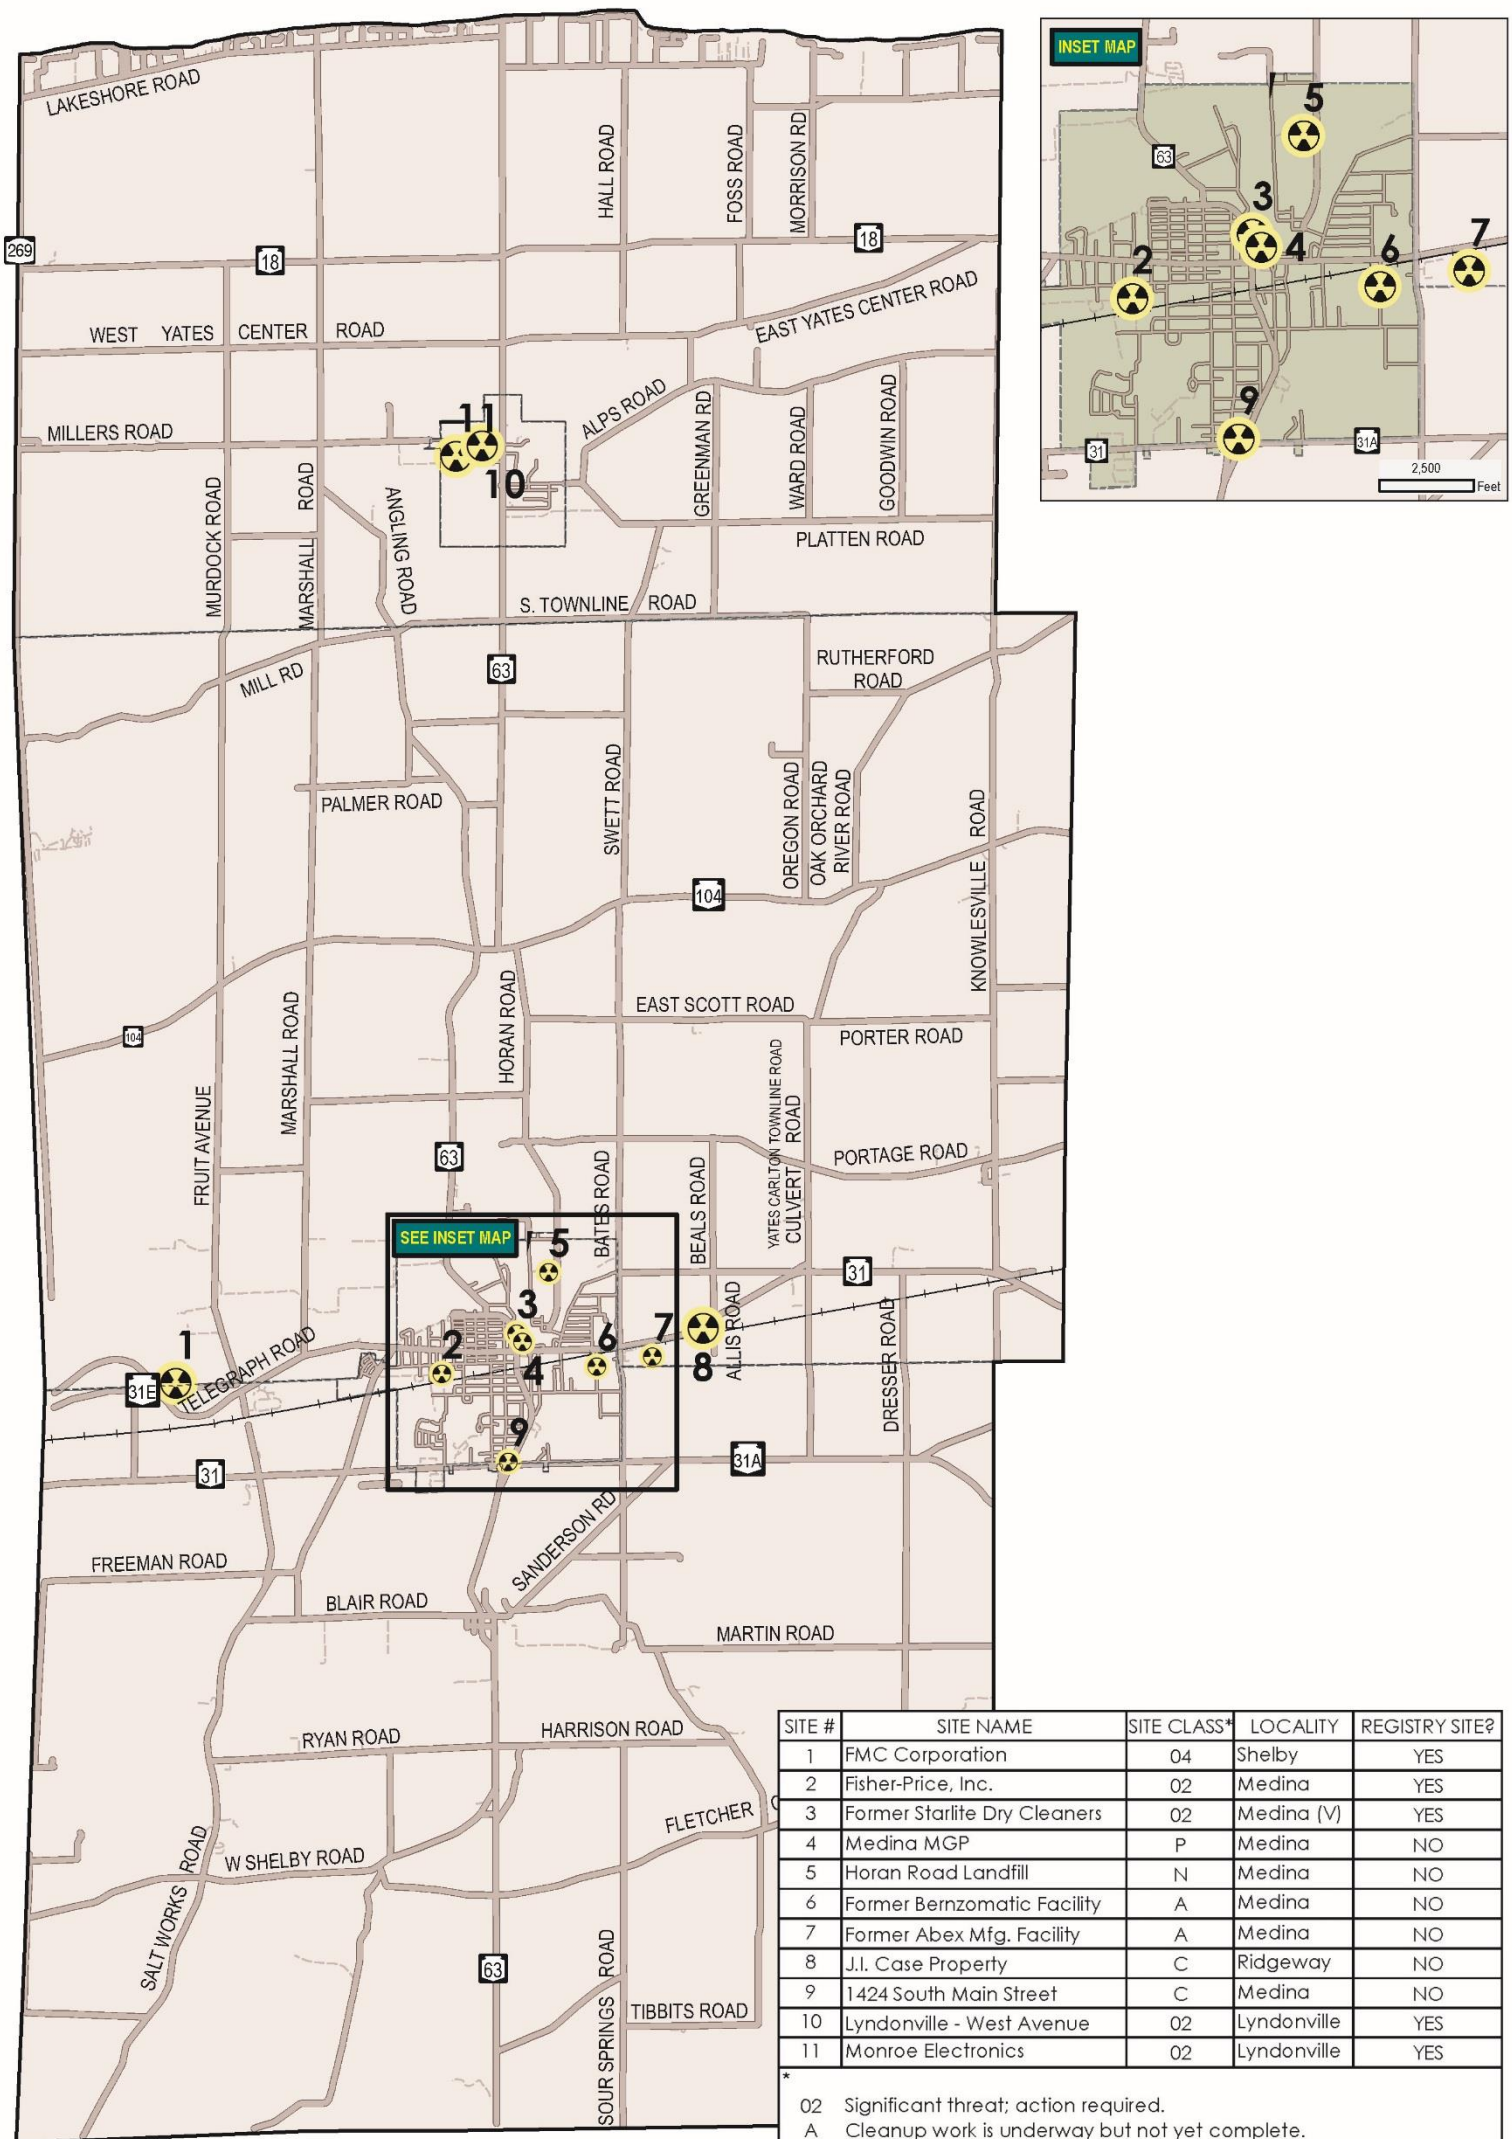 INSET MAP
5
63
3
7
4
6
2
9
31
31A
2,500
Feet
LAKESHORE ROAD
HALL ROAD
FOSS ROAD
MORRISON RD
269
18
18
WEST YATES CENTER ROAD
EAST YATES CENTER ROAD
MILLERS ROAD
11
10
ALPS ROAD
GREENMAN RD
WARD ROAD
GOODWIN ROAD
MURDOCK ROAD
MARSHALL ROAD
ANGLING ROAD
PLATTEN ROAD
S. TOWNLINE ROAD
MILL RD
63
RUTHERFORD
ROAD
PALMER ROAD
SWETT ROAD
OREGON ROAD
OAK ORCHARD
RIVER ROAD
KNOWLESVILLE ROAD
104
104
HORAN ROAD
EAST SCOTT ROAD
PORTER ROAD
MARSHALL ROAD
FRUIT AVENUE
YATES CARLTON TOWNLINE ROAD
CULVERT ROAD
63
PORTAGE ROAD
BATES ROAD
BEALS ROAD
SEE INSET MAP
5
31
3
1
2
4
6
7
8
ALLIS ROAD
DRESSER ROAD
31E
TELEGRAPH ROAD
9
31
31A
SANDERSON RD
FREEMAN ROAD
BLAIR ROAD
MARTIN ROAD
RYAN ROAD
HARRISON ROAD
FLETCHER
W SHELBY ROAD
SALT WORKS ROAD
63
SOUR SPRINGS ROAD
TIBBITS ROAD
SITE # SITE NAME SITE CLASS* LOCALITY REGISTRY SITE?
1 FMC Corporation 04 Shelby YES
2 Fisher-Price, Inc. 02 Medina YES
3 Former Starlite Dry Cleaners 02 Medina (V) YES
4 Medina MGP P Medina NO
5 Horan Road Landfill N Medina NO
6 Former Bernzomatic Facility A Medina NO
7 Former Abex Mfg. Facility A Medina NO
8 J.I. Case Property C Ridgeway NO
9 1424 South Main Street C Medina NO
10 Lyndonville - West Avenue 02 Lyndonville YES
11 Monroe Electronics 02 Lyndonville YES
*
02 Significant threat; action required.
A Cleanup work is underway but not yet complete.